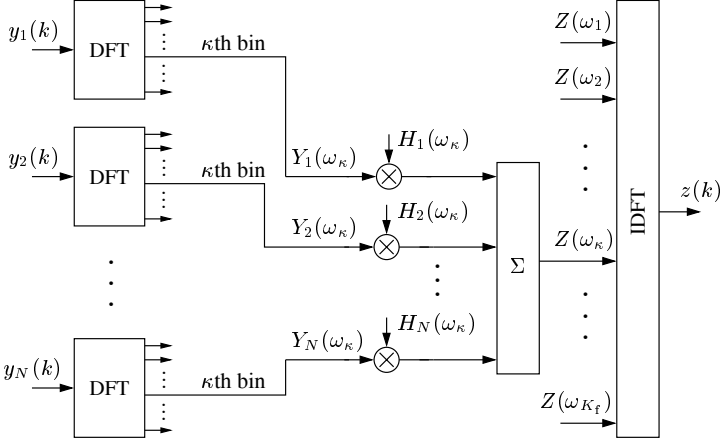 y₁(k)
DFT
κth bin
Z(ω₁)
Z(ω₂)
y₂(k)
DFT
κth bin
Y₁(ω_κ)
H₁(ω_κ)
Y₂(ω_κ)
H₂(ω_κ)
Σ
Z(ω_κ)
IDFT
z(k)
y_N(k)
DFT
κth bin
Y_N(ω_κ)
H_N(ω_κ)
Z(ω_{K_f})